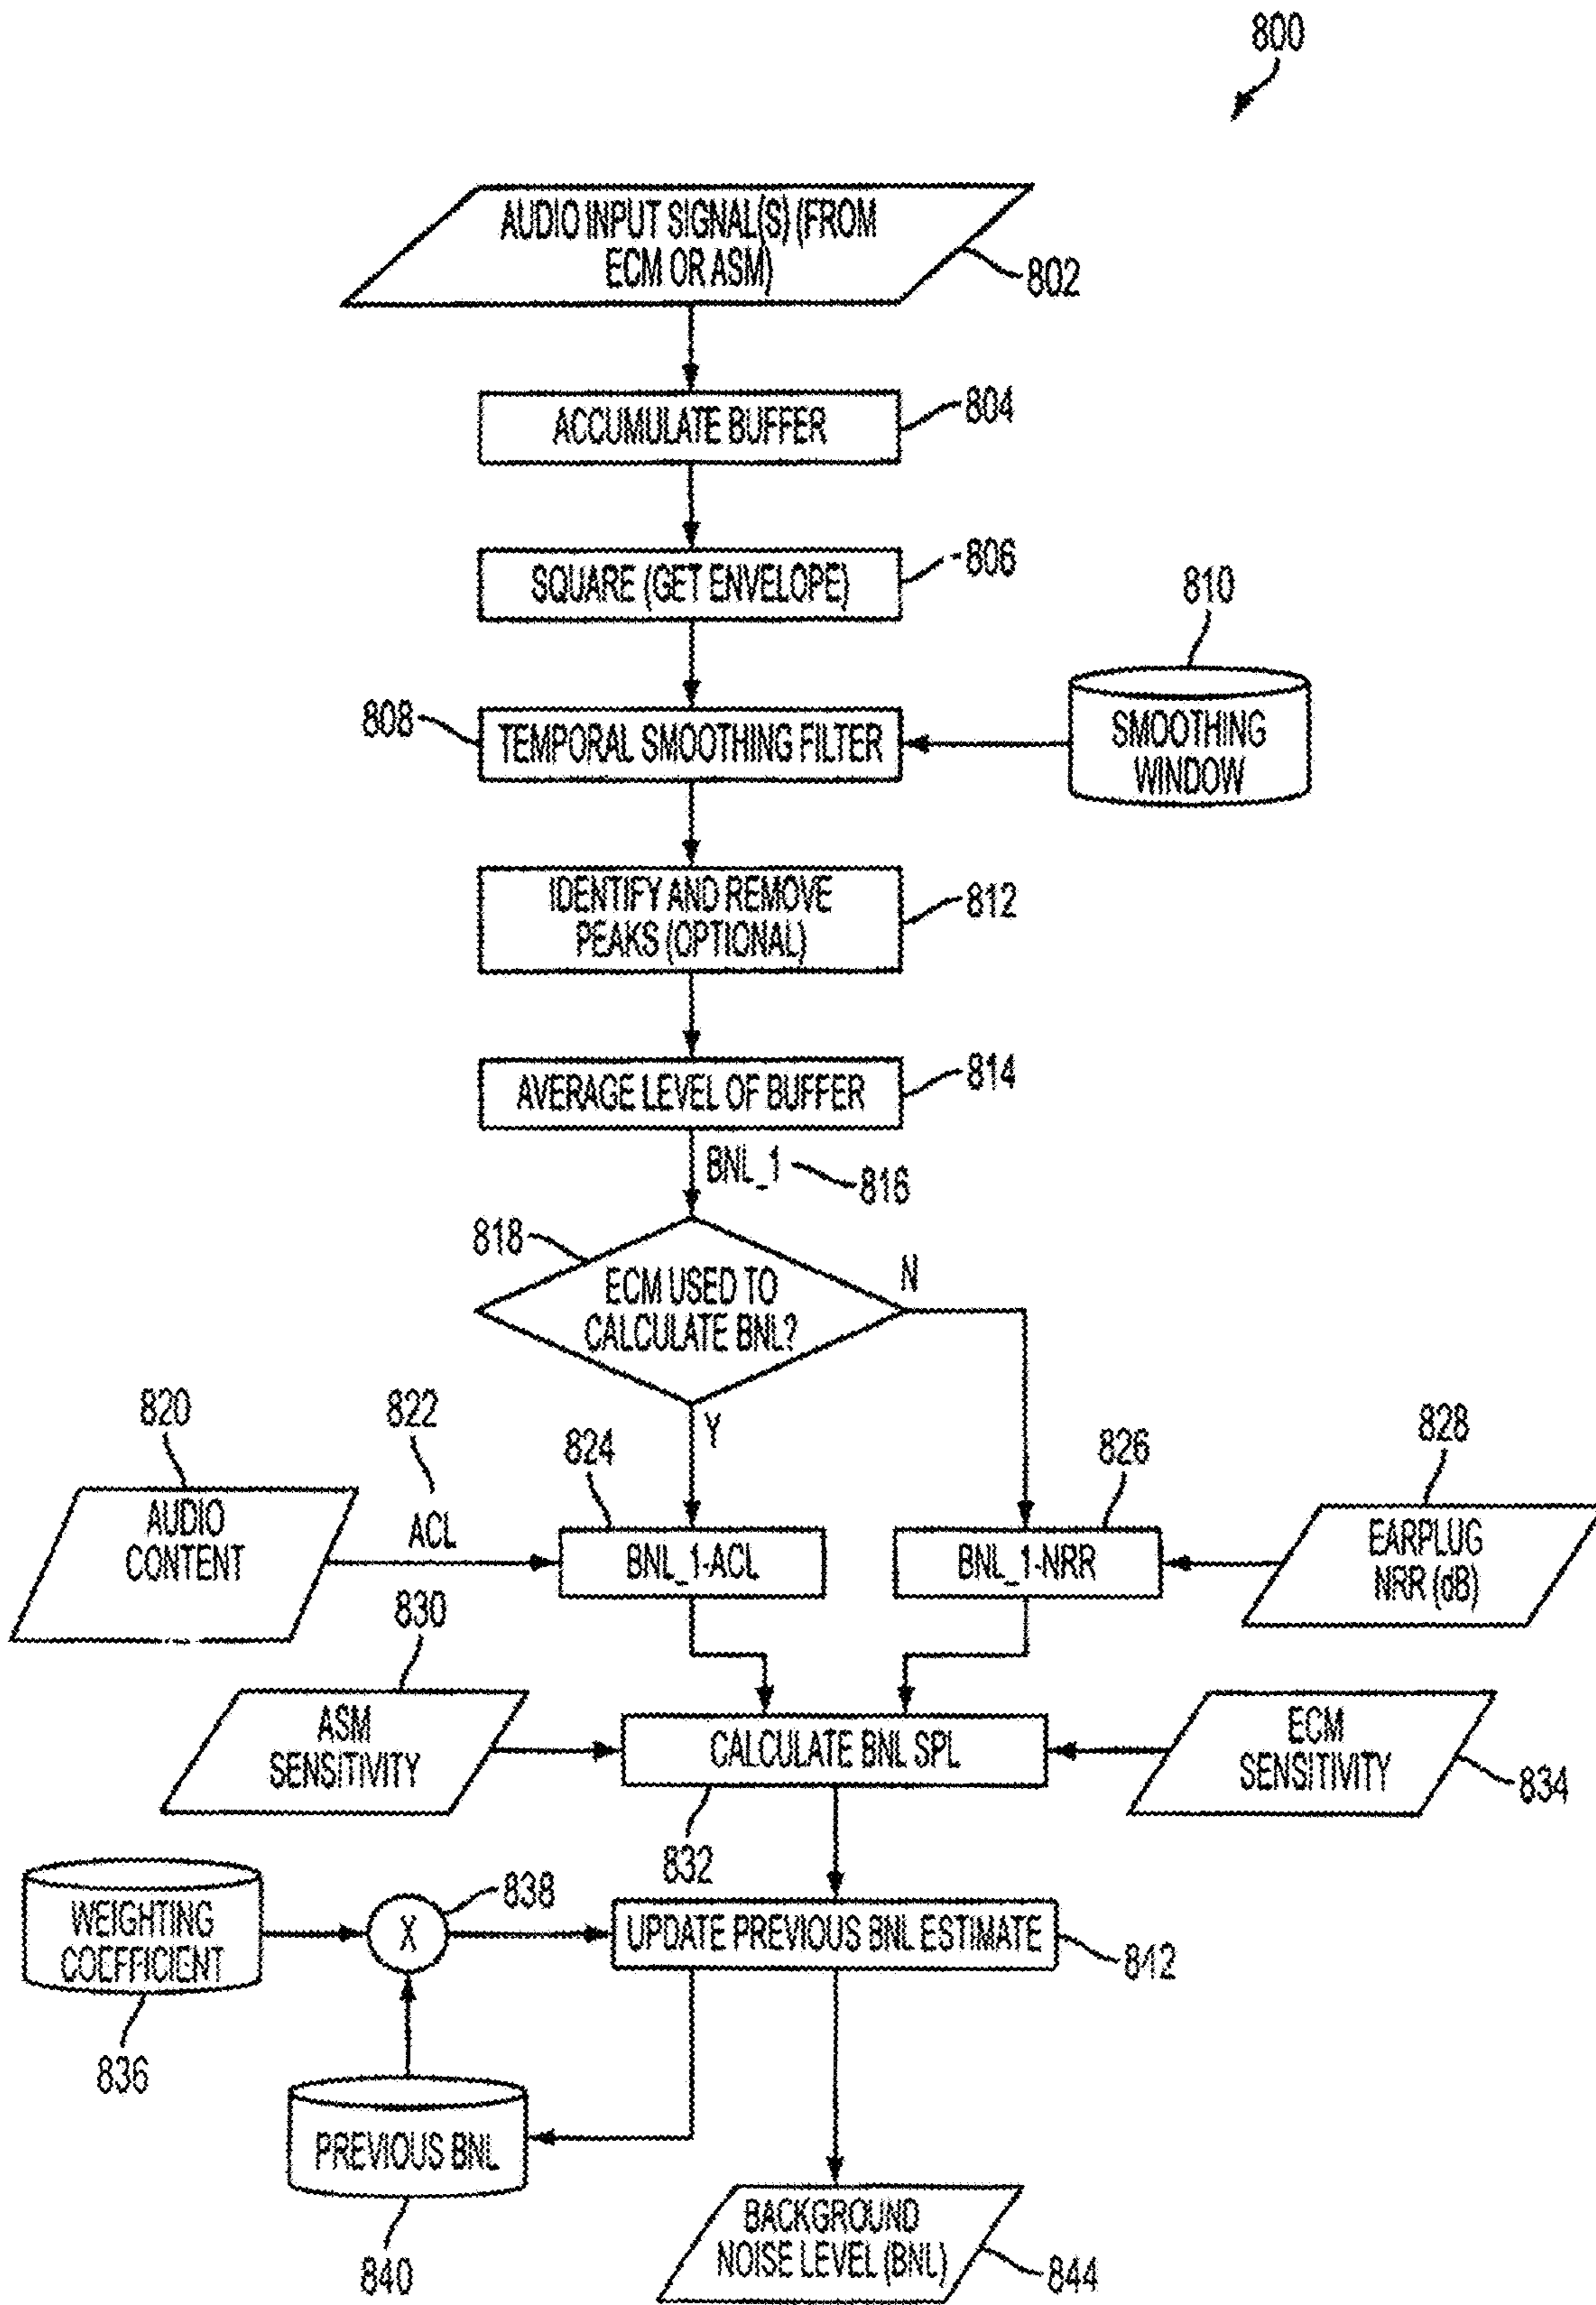 800
AUDIO INPUT SIGNAL(S) (FROM
ECM OR ASM)
802
ACCUMULATE BUFFER
804
SQUARE (GET ENVELOPE)
806
810
808
TEMPORAL SMOOTHING FILTER
SMOOTHING
WINDOW
IDENTIFY AND REMOVE
PEAKS (OPTIONAL)
812
AVERAGE LEVEL OF BUFFER
814
BNL_1
816
818
ECM USED TO
CALCULATE BNL?
N
Y
820
822
824
826
828
AUDIO
CONTENT
ACL
BNL_1-ACL
BNL_1-NRR
EARPLUG
NRR (dB)
830
ASM
SENSITIVITY
CALCULATE BNL SPL
ECM
SENSITIVITY
834
832
WEIGHTING
COEFFICIENT
X
838
UPDATE PREVIOUS BNL ESTIMATE
842
836
PREVIOUS BNL
840
BACKGROUND
NOISE LEVEL (BNL)
844